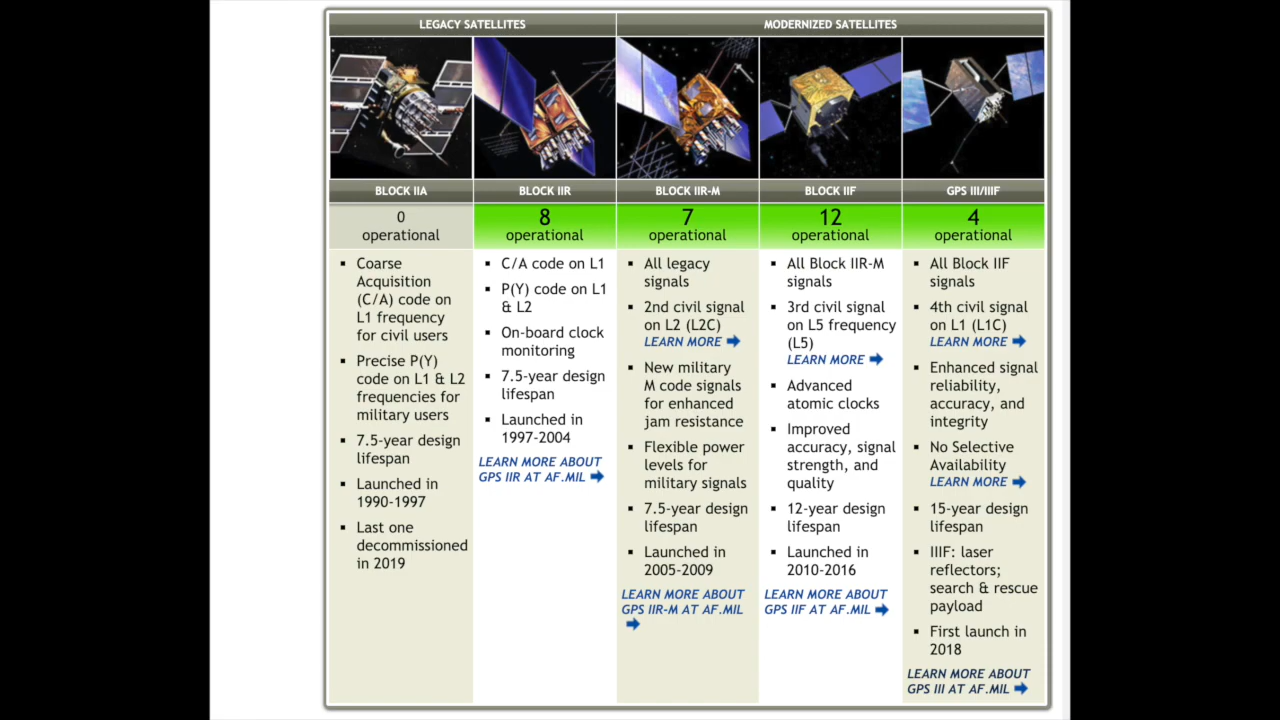 LEGACY SATELLITES
MODERNIZED SATELLITES
BLOCK IIA
BLOCK IIR
BLOCK IIR-M
BLOCK IIF
GPS III/IIIF
0
operational
8
operational
7
operational
12
operational
4
operational
▪ Coarse
Acquisition
(C/A) code on
L1 frequency
for civil users
▪ Precise P(Y)
code on L1 & L2
frequencies for
military users
▪ 7.5-year design
lifespan
▪ Launched in
1990-1997
▪ Last one
decommissioned
in 2019
▪ C/A code on L1
▪ P(Y) code on L1
& L2
▪ On-board clock
monitoring
▪ 7.5-year design
lifespan
▪ Launched in
1997-2004
LEARN MORE ABOUT
GPS IIR AT AF.MIL
▪ All legacy
signals
▪ 2nd civil signal
on L2 (L2C)
LEARN MORE
▪ New military
M code signals
for enhanced
jam resistance
▪ Flexible power
levels for
military signals
▪ 7.5-year design
lifespan
▪ Launched in
2005-2009
LEARN MORE ABOUT
GPS IIR-M AT AF.MIL
▪ All Block IIR-M
signals
▪ 3rd civil signal
on L5 frequency
(L5)
LEARN MORE
▪ Advanced
atomic clocks
▪ Improved
accuracy, signal
strength, and
quality
▪ 12-year design
lifespan
▪ Launched in
2010-2016
LEARN MORE ABOUT
GPS IIF AT AF.MIL
▪ All Block IIF
signals
▪ 4th civil signal
on L1 (L1C)
LEARN MORE
▪ Enhanced signal
reliability,
accuracy, and
integrity
▪ No Selective
Availability
LEARN MORE
▪ 15-year design
lifespan
▪ IIIF: laser
reflectors;
search & rescue
payload
▪ First launch in
2018
LEARN MORE ABOUT
GPS III AT AF.MIL